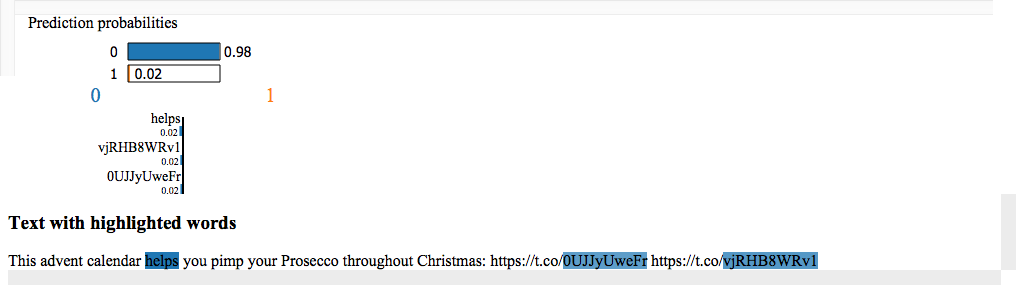 Prediction probabilities
0 0.98
1 0.02
0 1
helps
0.02
vjRHB8WRv1
0.02
0UJJyUweFr
0.02
Text with highlighted words
This advent calendar helps you pimp your Prosecco throughout Christmas: https://t.co/0UJJyUweFr https://t.co/vjRHB8WRv1